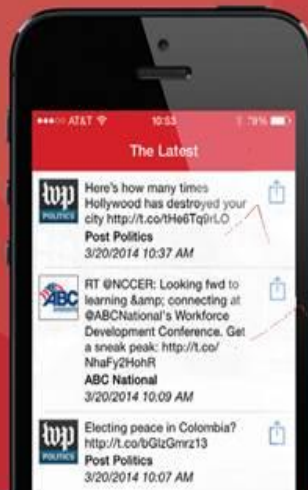 AT&T 10:53 79%
The Latest
wp
POLITICS
Here's how many times
Hollywood has destroyed your
city http://t.co/tHe6Tq9rLO
Post Politics
3/20/2014 10:37 AM
ABC
RT @NCCER: Looking fwd to
learning &amp; connecting at
@ABCNational's Workforce
Development Conference. Get
a sneak peak: http://t.co/
NhaFy2HohR
ABC National
3/20/2014 10:09 AM
wp
POLITICS
Electing peace in Colombia?
http://t.co/bGlzGmrz13
Post Politics
3/20/2014 10:07 AM